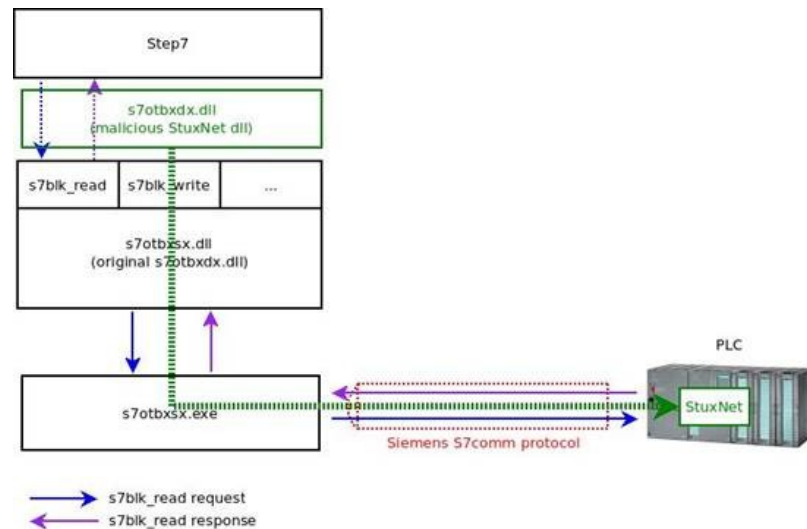 Step7
s7otbxdx.dll
(malicious StuxNet dll)
s7blk_read
s7blk_write
...
s7otbxsx.dll
(original s7otbxdx.dll)
PLC
StuxNet
s7otbxsx.exe
Siemens S7comm protocol
s7blk_read request
s7blk_read response